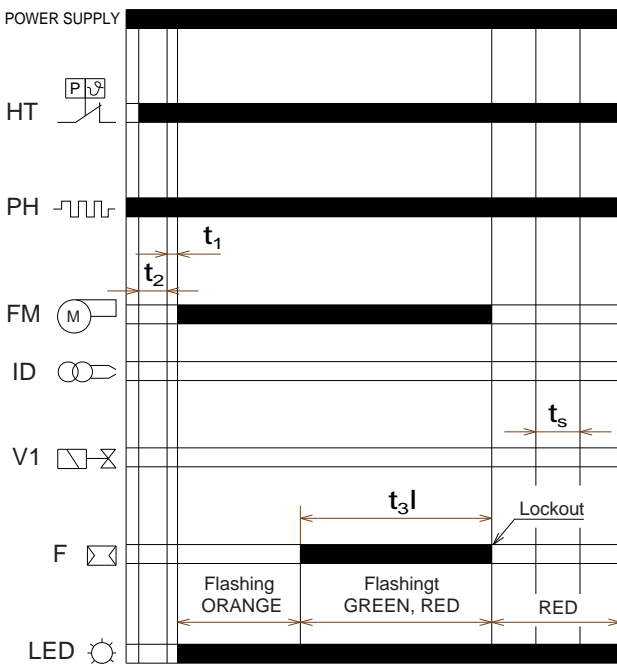 POWER SUPPLY
P ϑ
HT
PH
t₁
t₂
FM M
ID
tₛ
V1
t₃l
Lockout
F
Flashing
ORANGE
Flashingt
GREEN, RED
RED
LED